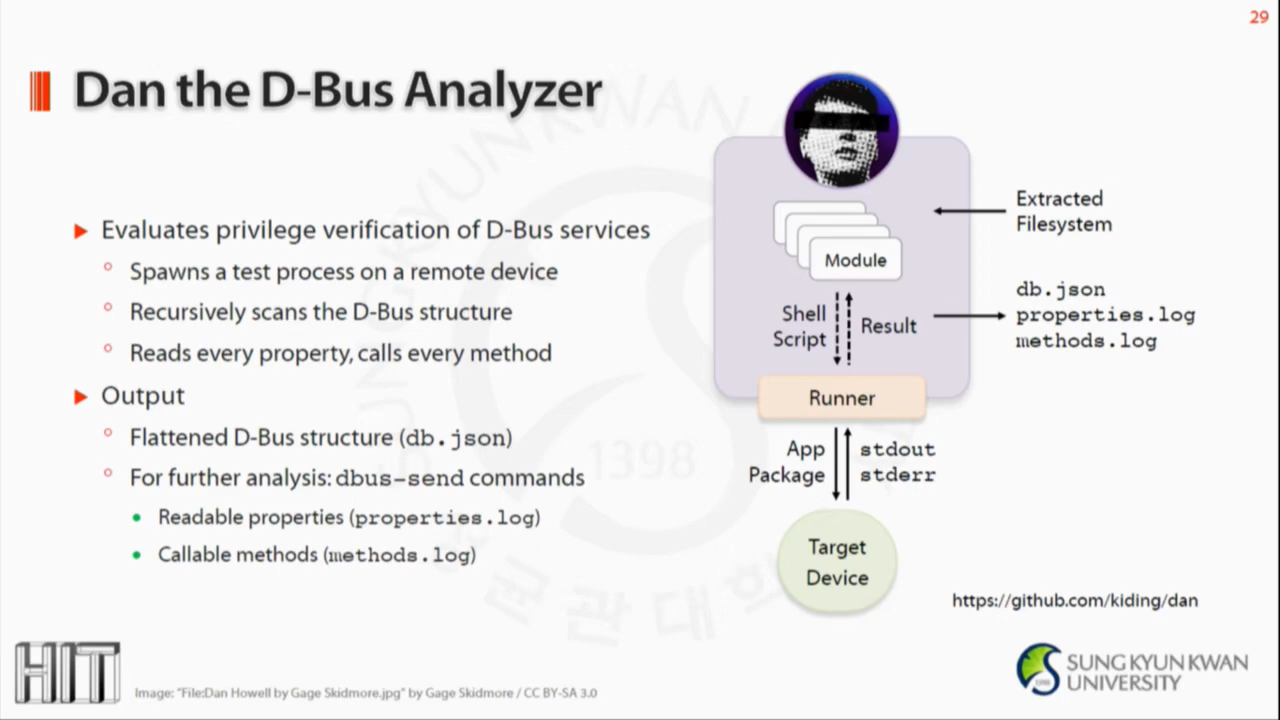 29
Dan the D-Bus Analyzer
Evaluates privilege verification of D-Bus services
Spawns a test process on a remote device
Recursively scans the D-Bus structure
Reads every property, calls every method
Output
Flattened D-Bus structure (db.json)
For further analysis: dbus-send commands
Readable properties (properties.log)
Callable methods (methods.log)
Module
Shell
Script
Result
Runner
App
Package
stdout
stderr
Target
Device
Extracted
Filesystem
db.json
properties.log
methods.log
https://github.com/kiding/dan
HIT
Image: "File:Dan Howell by Gage Skidmore.jpg" by Gage Skidmore / CC BY-SA 3.0
SUNG KYUN KWAN
UNIVERSITY
SUNGKYUNKWAN
1398